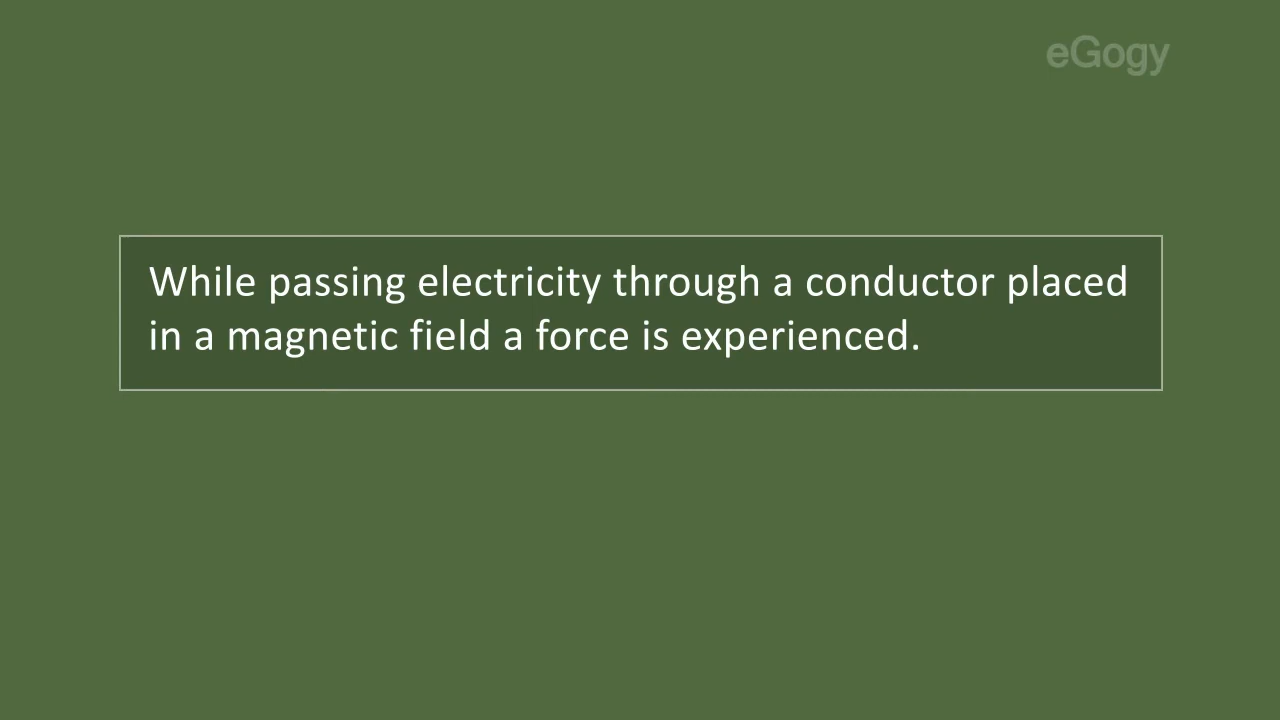 eGogy
While passing electricity through a conductor placed
in a magnetic field a force is experienced.